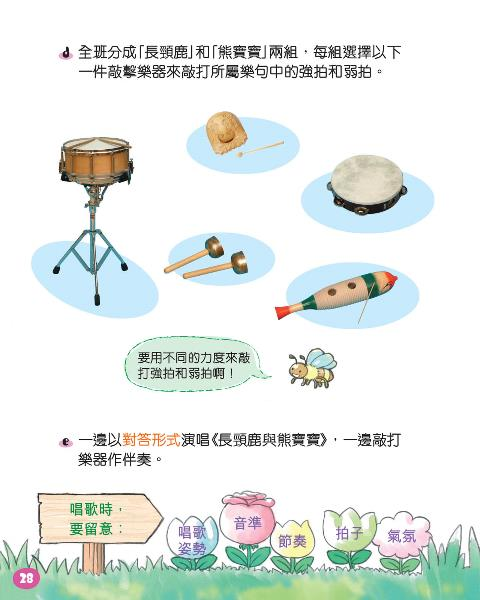 d 全班分成「長頸鹿」和「熊寶寶」兩組，每組選擇以下
一件敲擊樂器來敲打所屬樂句中的強拍和弱拍。
要用不同的力度來敲
打強拍和弱拍啊！
e 一邊以對答形式演唱《長頸鹿與熊寶寶》，一邊敲打
樂器作伴奏。
唱歌時，
要留意：
唱歌
姿勢
音準
節奏
拍子
氣氛
28